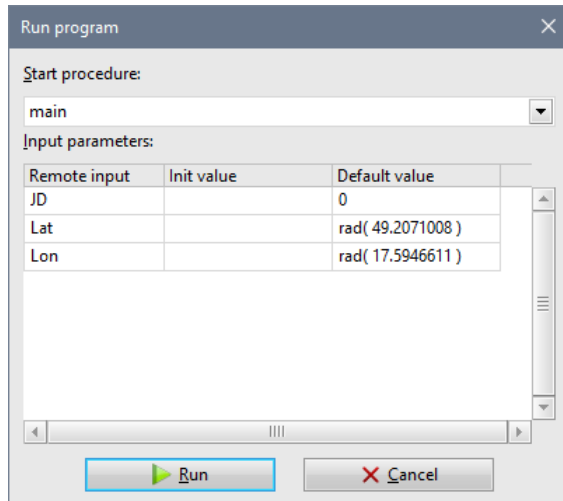 Run program
Start procedure:
main
Input parameters:
Remote input Init value Default value
JD 0
Lat rad( 49.2071008 )
Lon rad( 17.5946611 )
Run Cancel